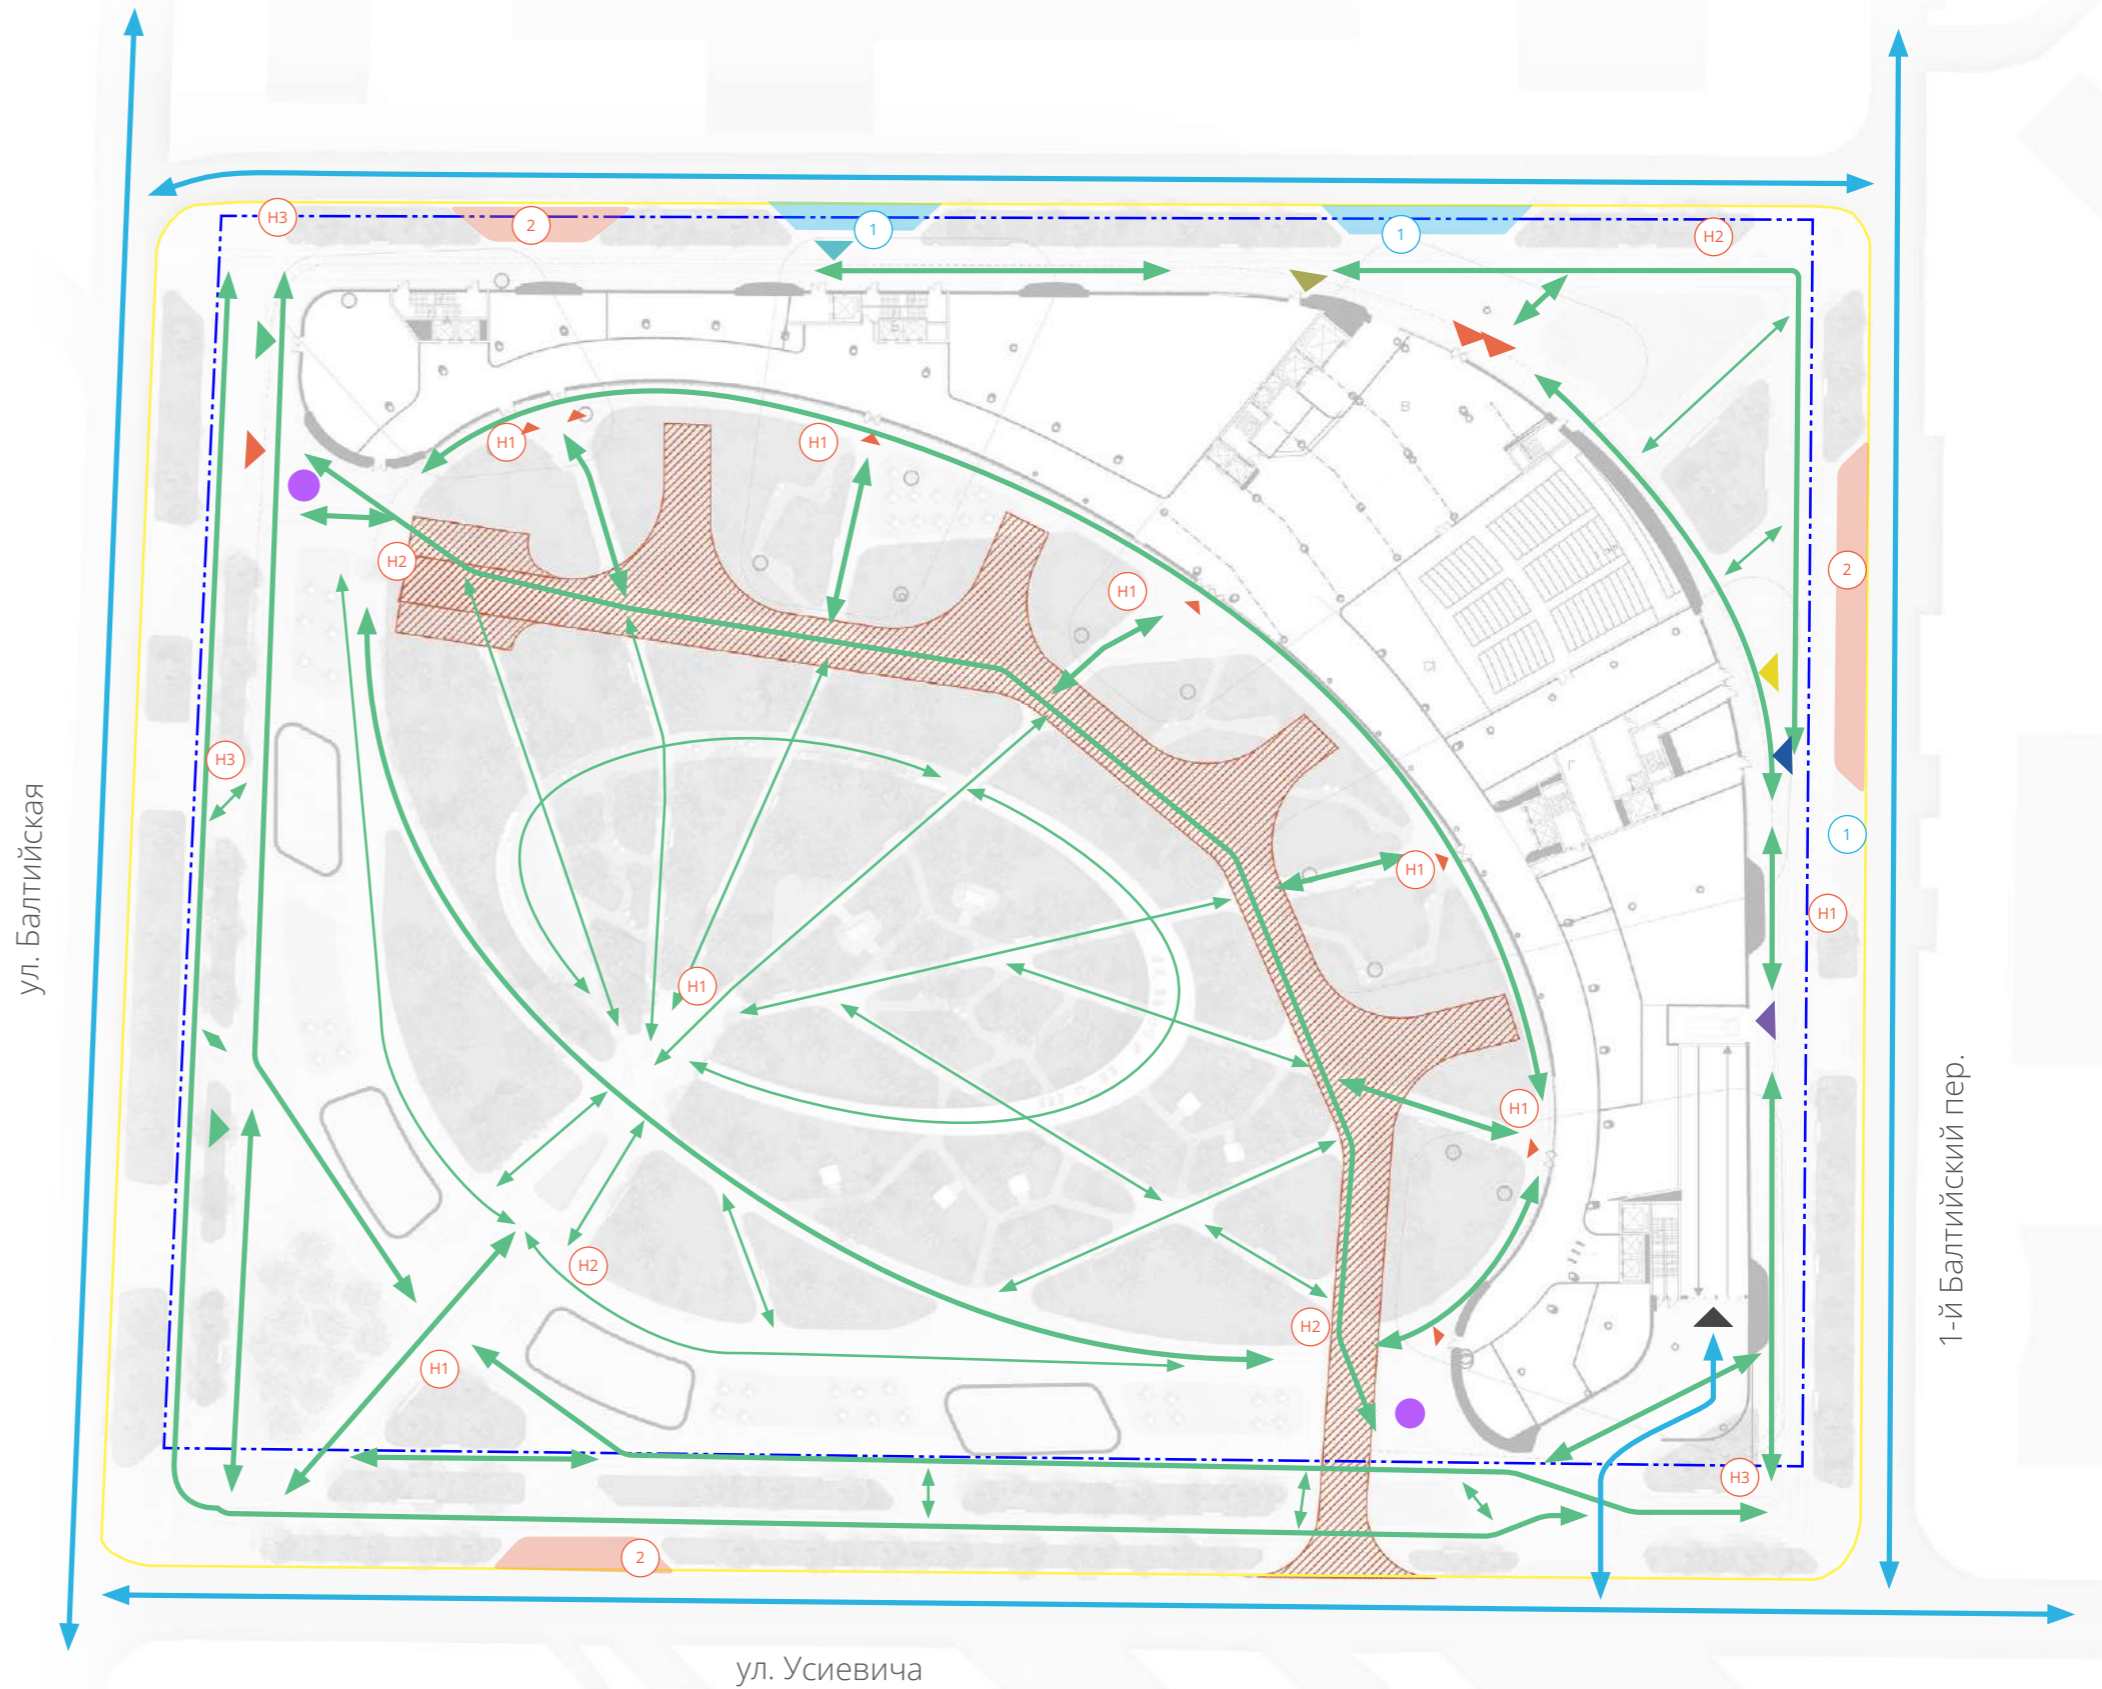 Н3
2
1
1
Н2
Н1
Н1
Н2
Н1
2
Н3
1
Н1
Н1
Н1
Н1
Н2
Н2
Н1
Н3
2
ул. Балтийская
1-й Балтийский пер.
ул. Усиевича